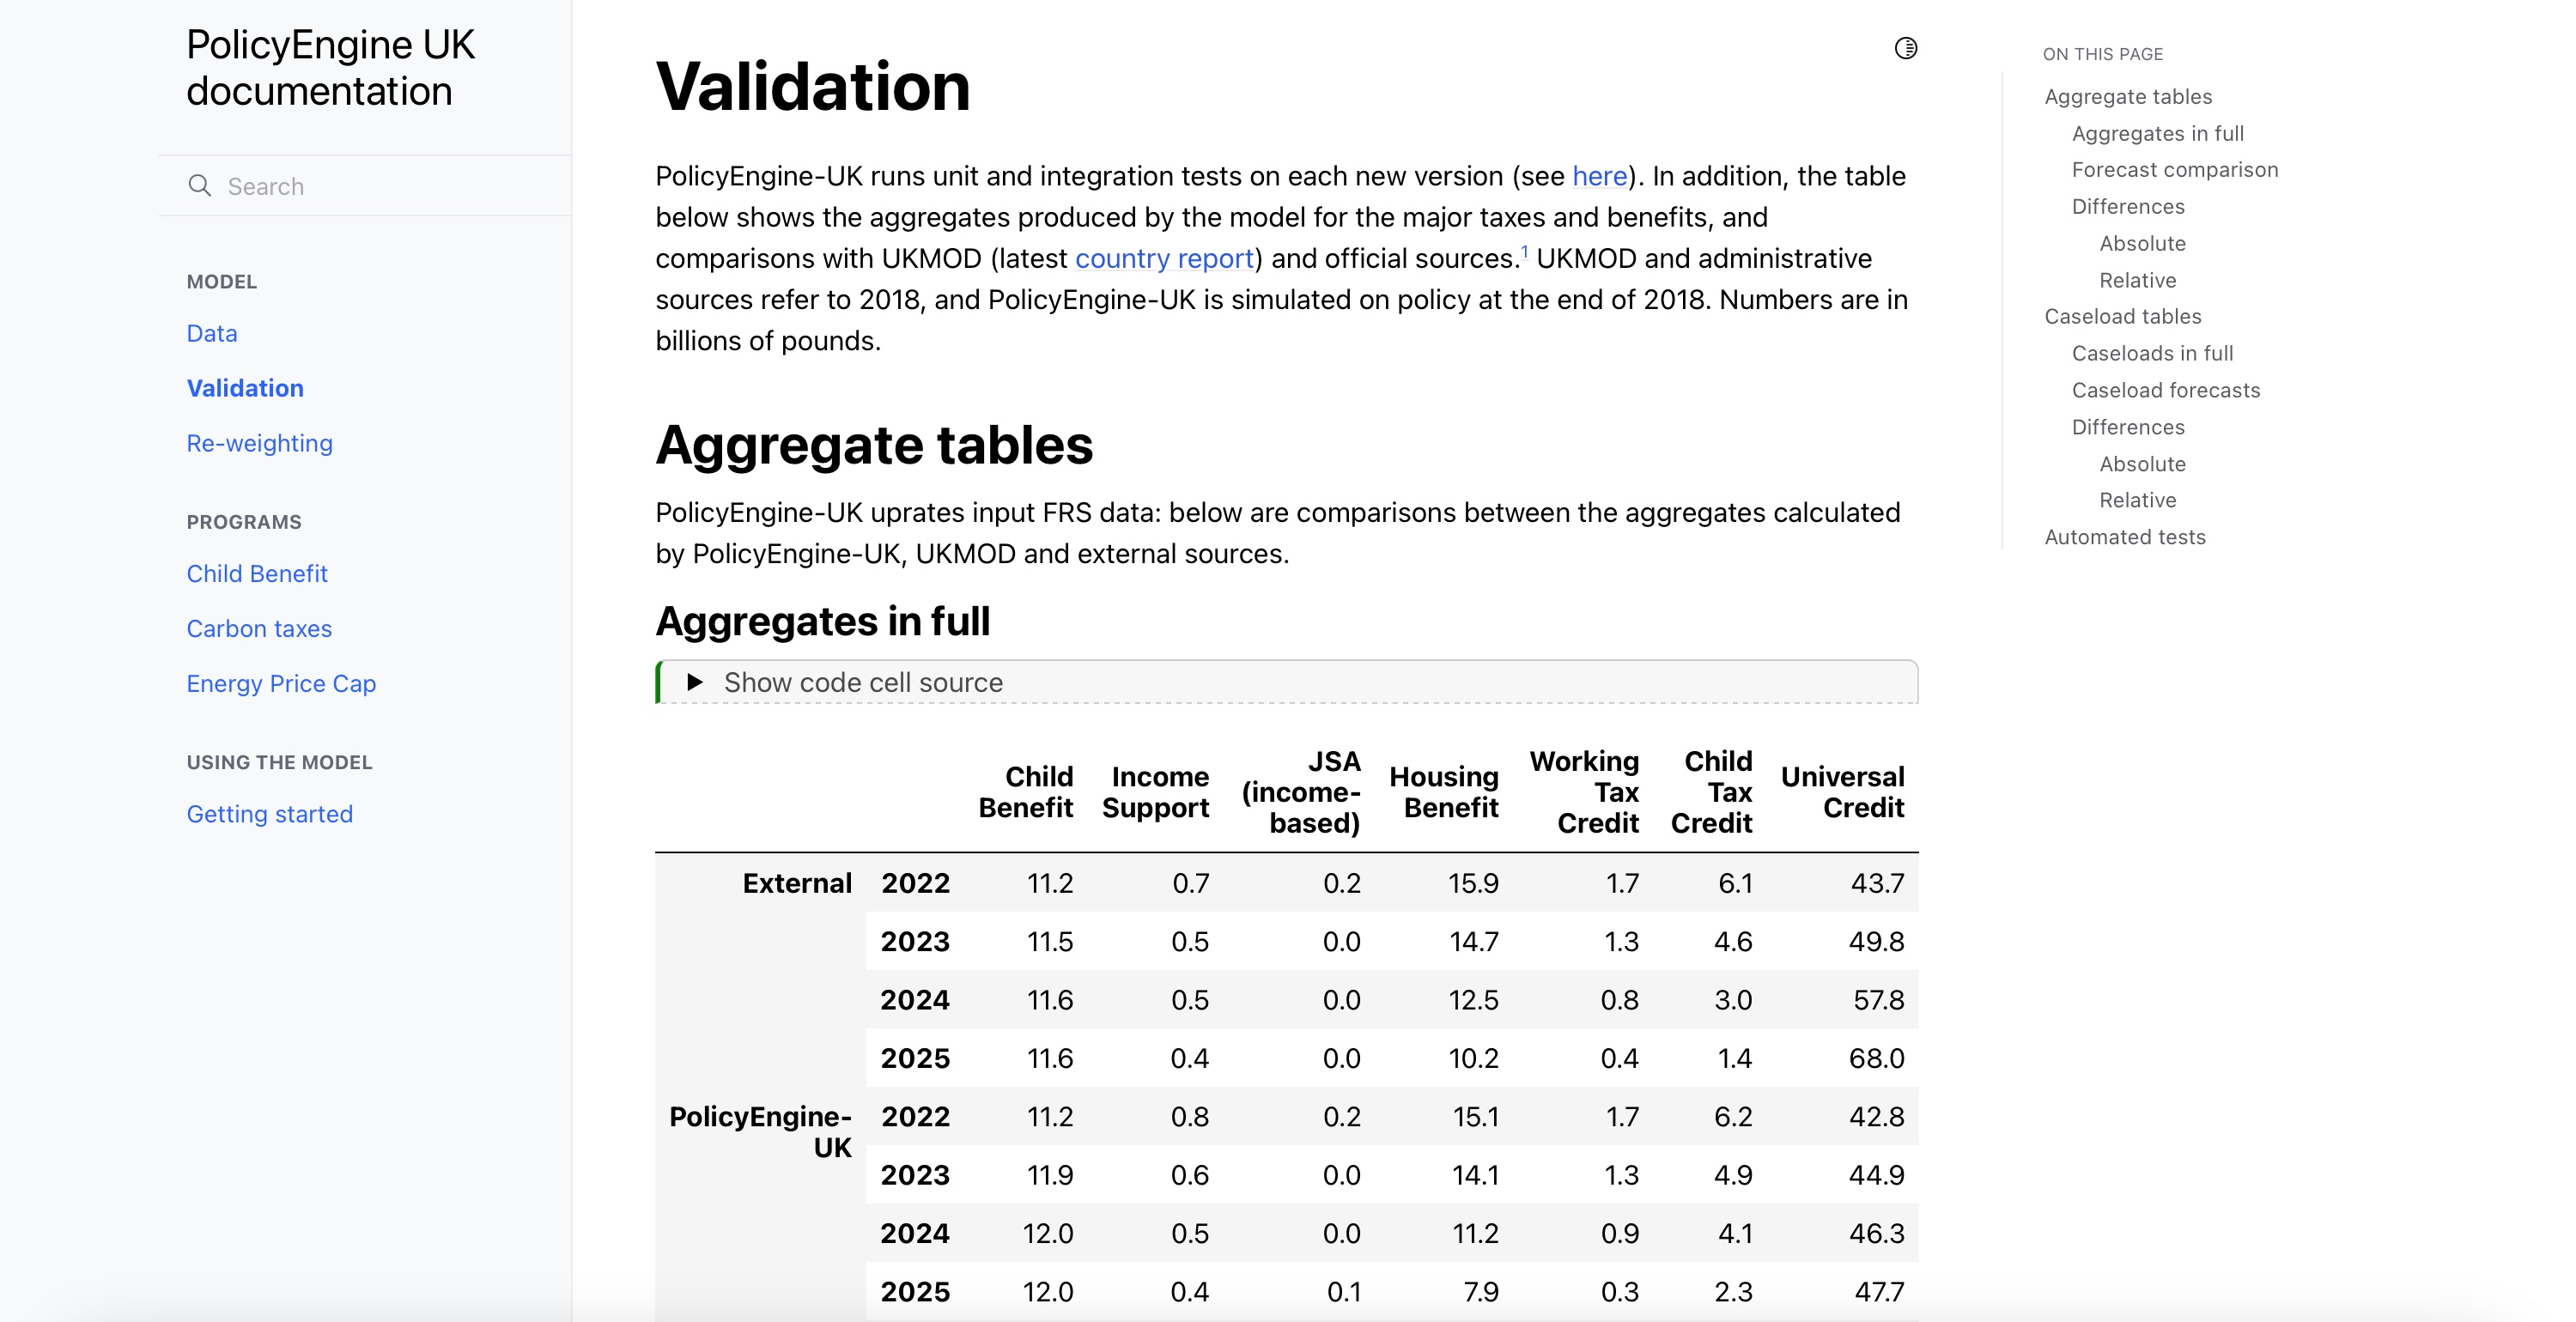 PolicyEngine UK
documentation
Search
MODEL
Data
Validation
Re-weighting
PROGRAMS
Child Benefit
Carbon taxes
Energy Price Cap
USING THE MODEL
Getting started
Validation
PolicyEngine-UK runs unit and integration tests on each new version (see here). In addition, the table
below shows the aggregates produced by the model for the major taxes and benefits, and
comparisons with UKMOD (latest country report) and official sources.1 UKMOD and administrative
sources refer to 2018, and PolicyEngine-UK is simulated on policy at the end of 2018. Numbers are in
billions of pounds.
Aggregate tables
PolicyEngine-UK uprates input FRS data: below are comparisons between the aggregates calculated
by PolicyEngine-UK, UKMOD and external sources.
Aggregates in full
Show code cell source
Child Benefit Income Support JSA (income-based) Housing Benefit Working Tax Credit Child Tax Credit Universal Credit
External 2022 11.2 0.7 0.2 15.9 1.7 6.1 43.7
2023 11.5 0.5 0.0 14.7 1.3 4.6 49.8
2024 11.6 0.5 0.0 12.5 0.8 3.0 57.8
2025 11.6 0.4 0.0 10.2 0.4 1.4 68.0
PolicyEngine-UK 2022 11.2 0.8 0.2 15.1 1.7 6.2 42.8
2023 11.9 0.6 0.0 14.1 1.3 4.9 44.9
2024 12.0 0.5 0.0 11.2 0.9 4.1 46.3
2025 12.0 0.4 0.1 7.9 0.3 2.3 47.7
ON THIS PAGE
Aggregate tables
Aggregates in full
Forecast comparison
Differences
Absolute
Relative
Caseload tables
Caseloads in full
Caseload forecasts
Differences
Absolute
Relative
Automated tests